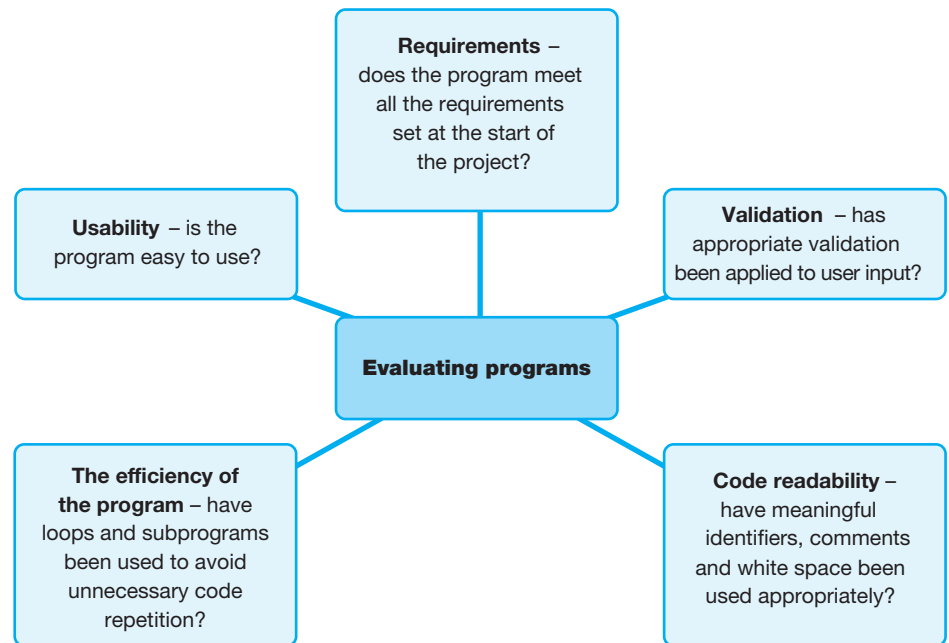 Requirements –
does the program meet
all the requirements
set at the start of
the project?
Usability – is the
program easy to use?
Validation – has
appropriate validation
been applied to user input?
Evaluating programs
The efficiency of
the program – have
loops and subprograms
been used to avoid
unnecessary code
repetition?
Code readability –
have meaningful
identifiers, comments
and white space been
used appropriately?